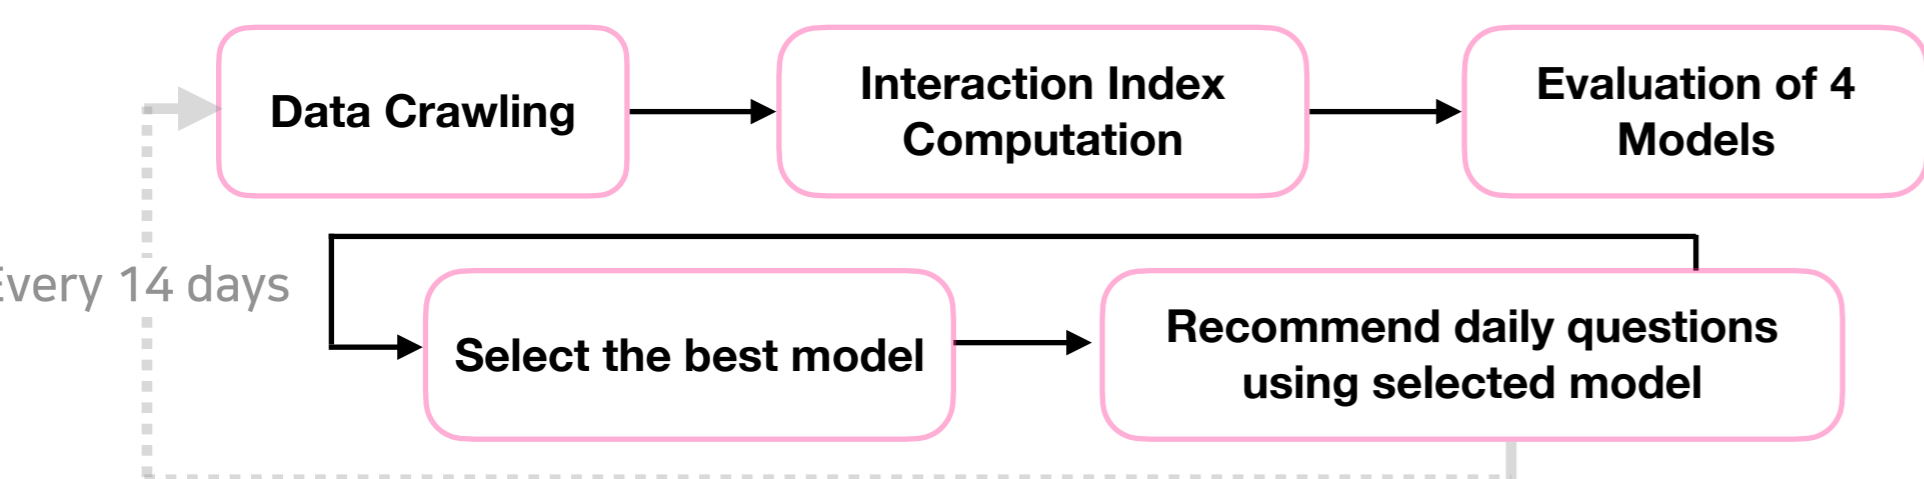 Data Crawling
Interaction Index
Computation
Evaluation of 4
Models
Every 14 days
Select the best model
Recommend daily questions
using selected model